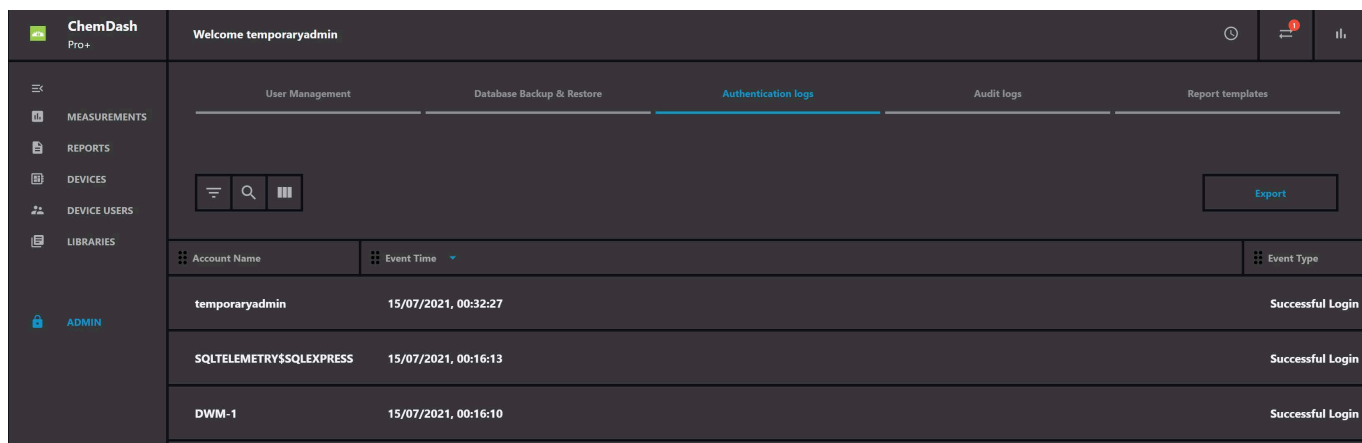 ChemDash
Pro+
Welcome temporaryadmin
1
User Management
Database Backup & Restore
Authentication logs
Audit logs
Report templates
MEASUREMENTS
REPORTS
DEVICES
DEVICE USERS
LIBRARIES
ADMIN
Export
Account Name
Event Time
Event Type
temporaryadmin
15/07/2021, 00:32:27
Successful Login
SQLTELEMETRY$SQLEXPRESS
15/07/2021, 00:16:13
Successful Login
DWM-1
15/07/2021, 00:16:10
Successful Login